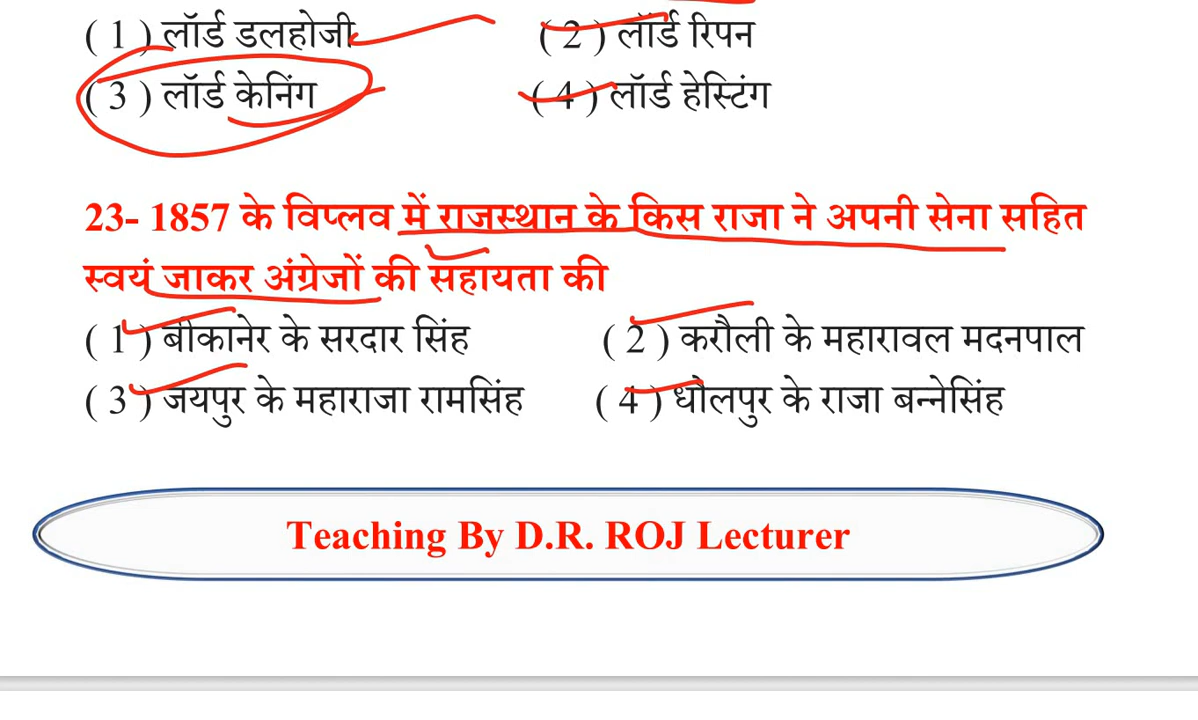 ( 1 ) लॉर्ड डलहोजी ( 2 ) लॉर्ड रिपन
( 3 ) लॉर्ड केनिंग ( 4 ) लॉर्ड हेस्टिंग
23- 1857 के विप्लव में राजस्थान के किस राजा ने अपनी सेना सहित
स्वयं जाकर अंग्रेजों की सहायता की
( 1 ) बीकानेर के सरदार सिंह ( 2 ) करौली के महारावल मदनपाल
( 3 ) जयपुर के महाराजा रामसिंह ( 4 ) धौलपुर के राजा बन्नेसिंह
Teaching By D.R. ROJ Lecturer